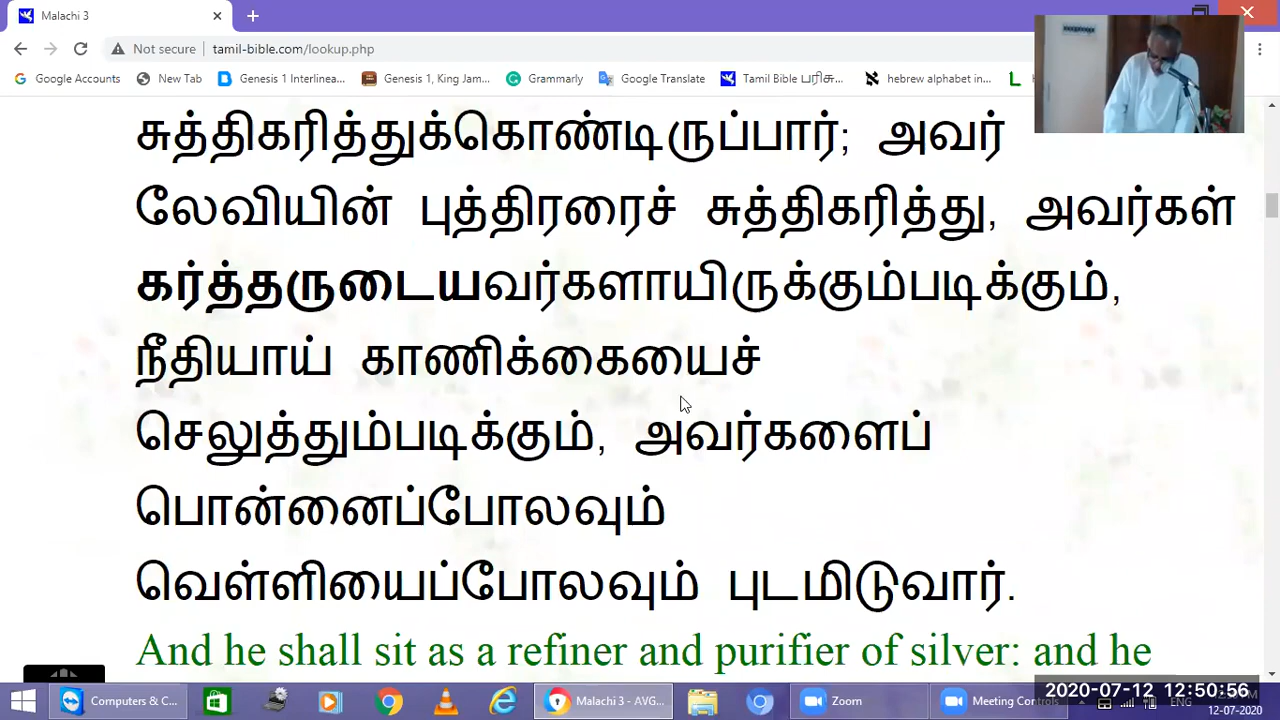 Malachi 3
Not secure tamil-bible.com/lookup.php
Google Accounts New Tab Genesis 1 Interlinea... Genesis 1, King Jam... Grammarly Google Translate Tamil Bible பரிசு... hebrew alphabet in...
சுத்திகரித்துக்கொண்டிருப்பார்; அவர்
லேவியின் புத்திரரைச் சுத்திகரித்து, அவர்கள்
கர்த்தருடையவர்களாயிருக்கும்படிக்கும்,
நீதியாய் காணிக்கையைச்
செலுத்தும்படிக்கும், அவர்களைப்
பொன்னைப்போலவும்
வெள்ளியைப்போலவும் புடமிடுவார்.
And he shall sit as a refiner and purifier of silver: and he
2020-07-12 12:50:56
Computers & C... Malachi 3 - AVG... Zoom Meeting Controls ENG
12-07-2020